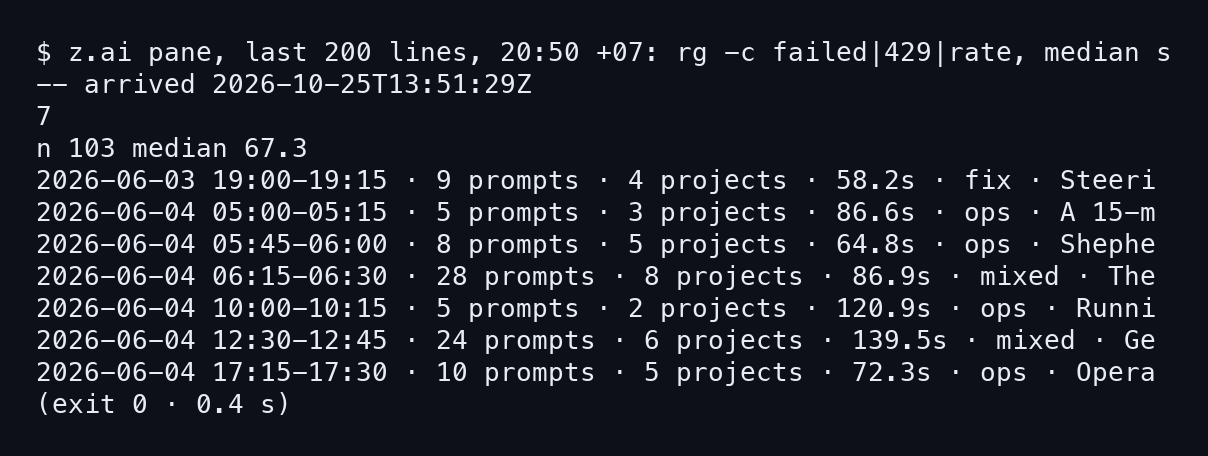 $ z.ai pane, last 200 lines, 20:50 +07: rg -c failed|429|rate, median s
-- arrived 2026-10-25T13:51:29Z
7
n 103 median 67.3
2026-06-03 19:00-19:15 · 9 prompts · 4 projects · 58.2s · fix · Steeri
2026-06-04 05:00-05:15 · 5 prompts · 3 projects · 86.6s · ops · A 15-m
2026-06-04 05:45-06:00 · 8 prompts · 5 projects · 64.8s · ops · Shephe
2026-06-04 06:15-06:30 · 28 prompts · 8 projects · 86.9s · mixed · The
2026-06-04 10:00-10:15 · 5 prompts · 2 projects · 120.9s · ops · Runni
2026-06-04 12:30-12:45 · 24 prompts · 6 projects · 139.5s · mixed · Ge
2026-06-04 17:15-17:30 · 10 prompts · 5 projects · 72.3s · ops · Opera
(exit 0 · 0.4 s)